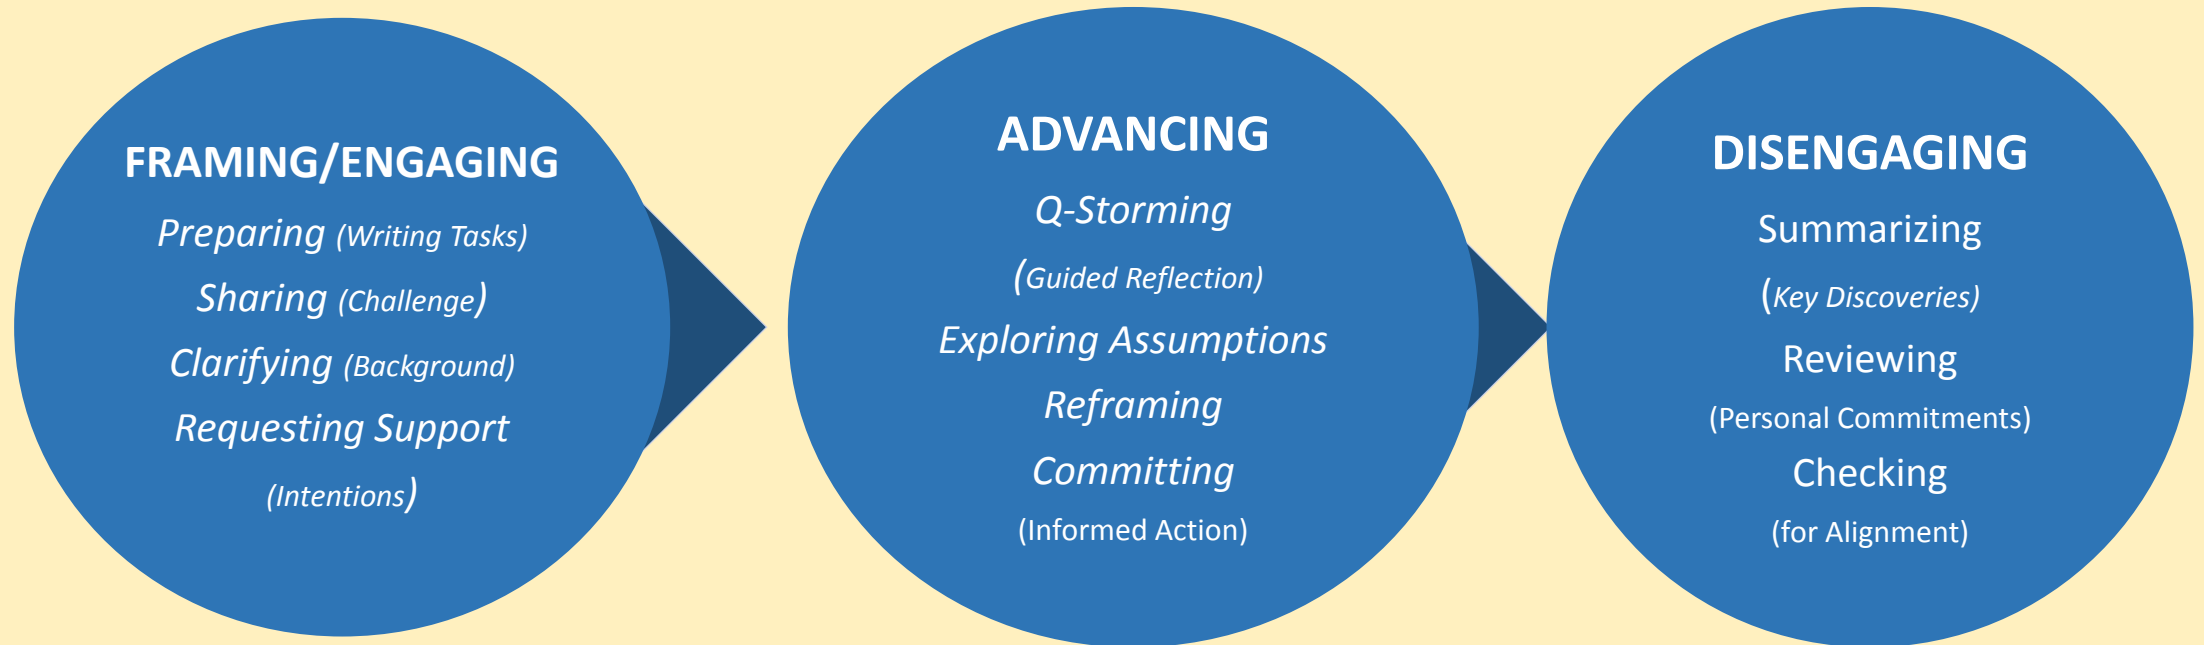 FRAMING/ENGAGING
Preparing (Writing Tasks)
Sharing (Challenge)
Clarifying (Background)
Requesting Support
(Intentions)
ADVANCING
Q-Storming
(Guided Reflection)
Exploring Assumptions
Reframing
Committing
(Informed Action)
DISENGAGING
Summarizing
(Key Discoveries)
Reviewing
(Personal Commitments)
Checking
(for Alignment)